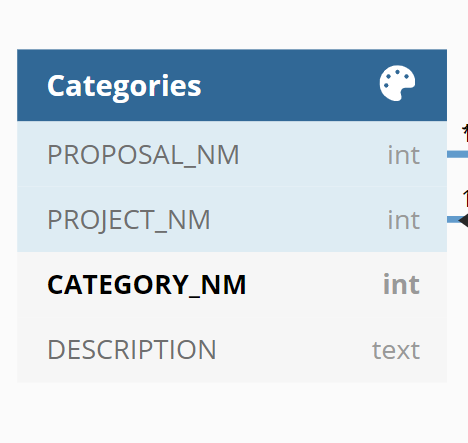 Categories
PROPOSAL_NM int
PROJECT_NM int
CATEGORY_NM int
DESCRIPTION text